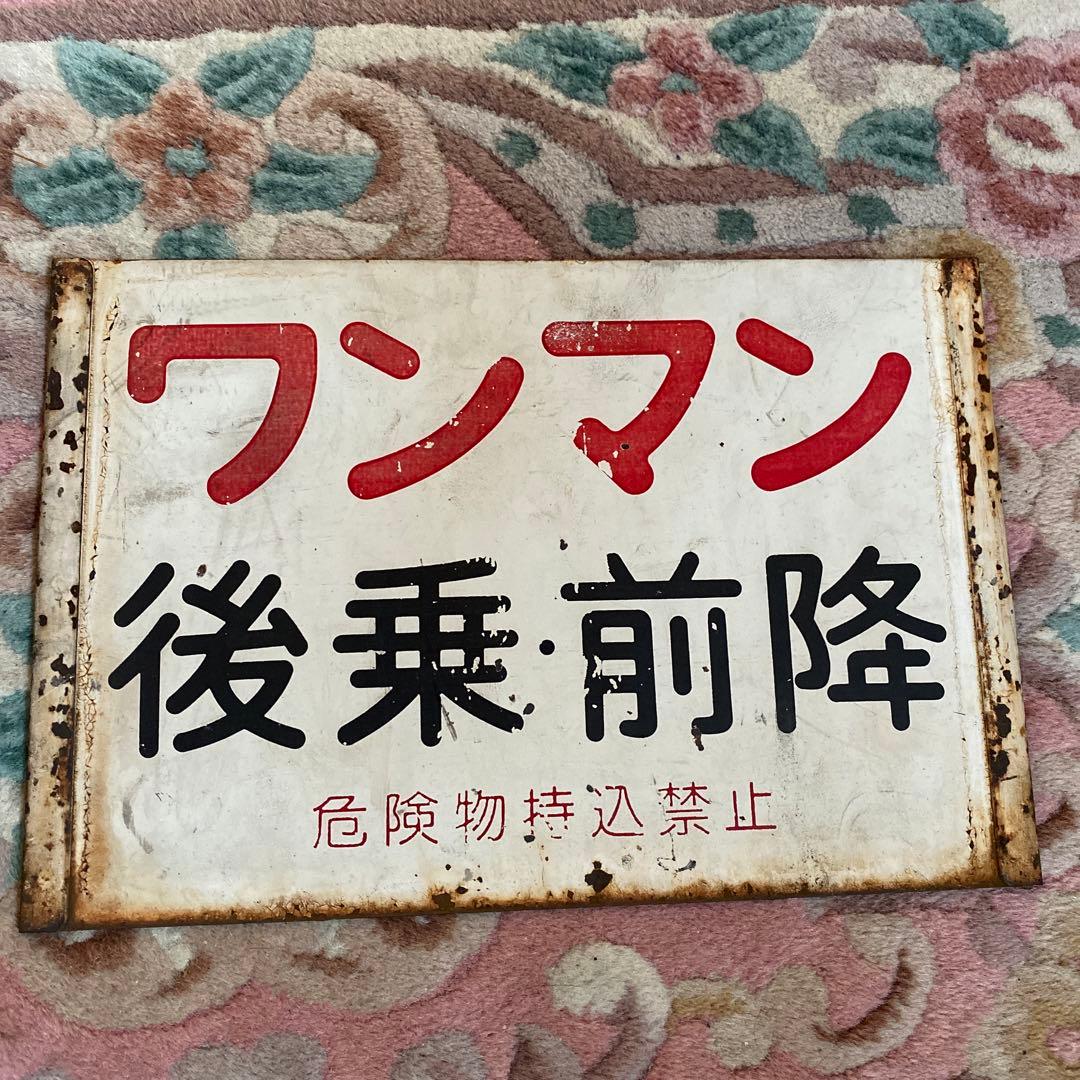 ワンマン
後乗・前降
危険物持込禁止